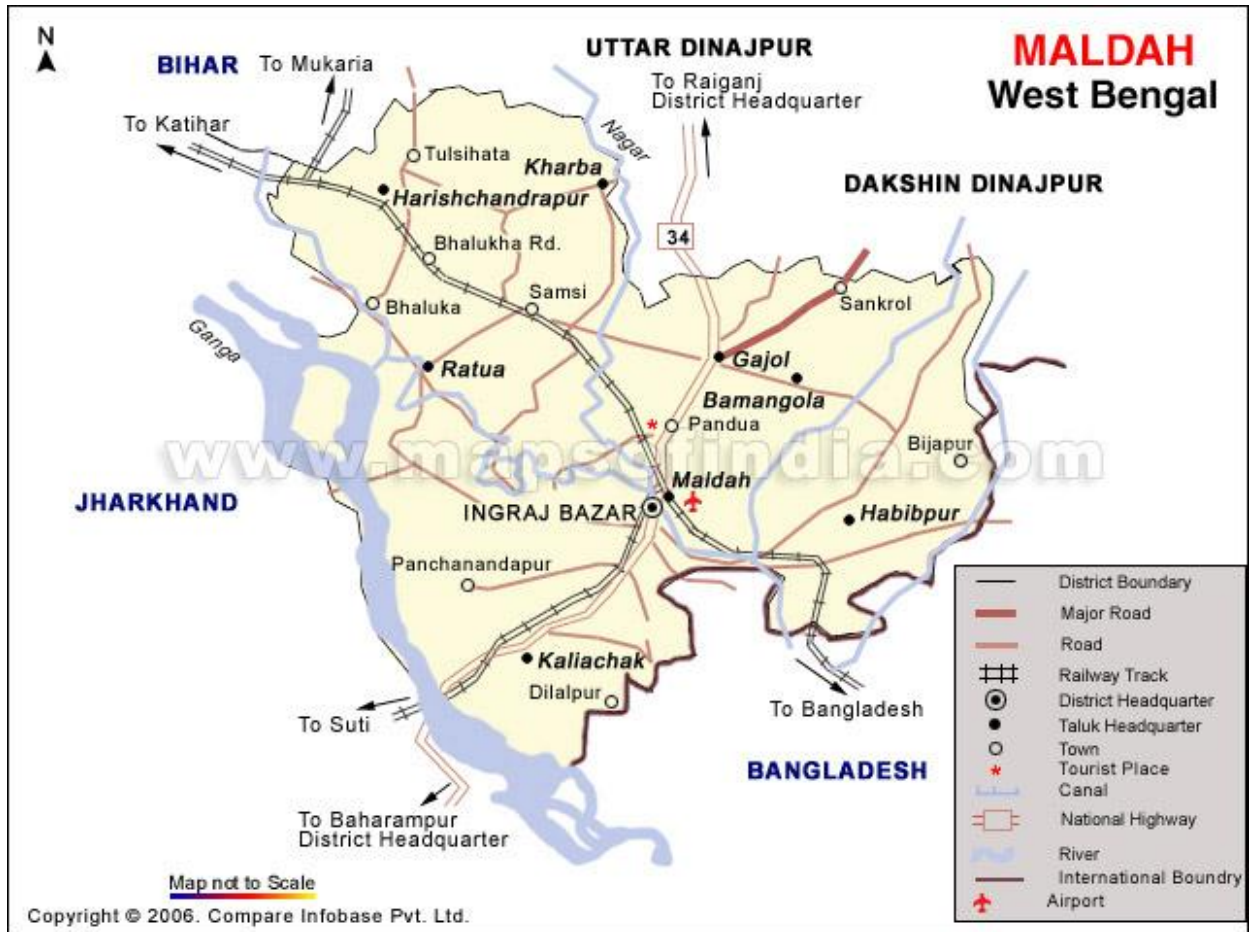 N
BIHAR
To Mukaria
UTTAR DINAJPUR
MALDAH
West Bengal
To Raiganj
District Headquarter
To Katihar
Nagar
Tulsihata
Kharba
DAKSHIN DINAJPUR
Harishchandrapur
34
Bhalukha Rd.
Samsi
Sankrol
Bhaluka
Ganga
Gajol
Ratua
Bamangola
Pandua
www.mapsofindia.com
Bijapur
JHARKHAND
Maldah
INGRAJ BAZAR
Habibpur
Panchanandapur
Kaliachak
Dilalpur
To Suti
To Bangladesh
BANGLADESH
To Baharampur
District Headquarter
District Boundary
Major Road
Road
Railway Track
District Headquarter
Taluk Headquarter
Town
Tourist Place
Canal
National Highway
River
International Boundry
Airport
Map not to Scale
Copyright © 2006. Compare Infobase Pvt. Ltd.